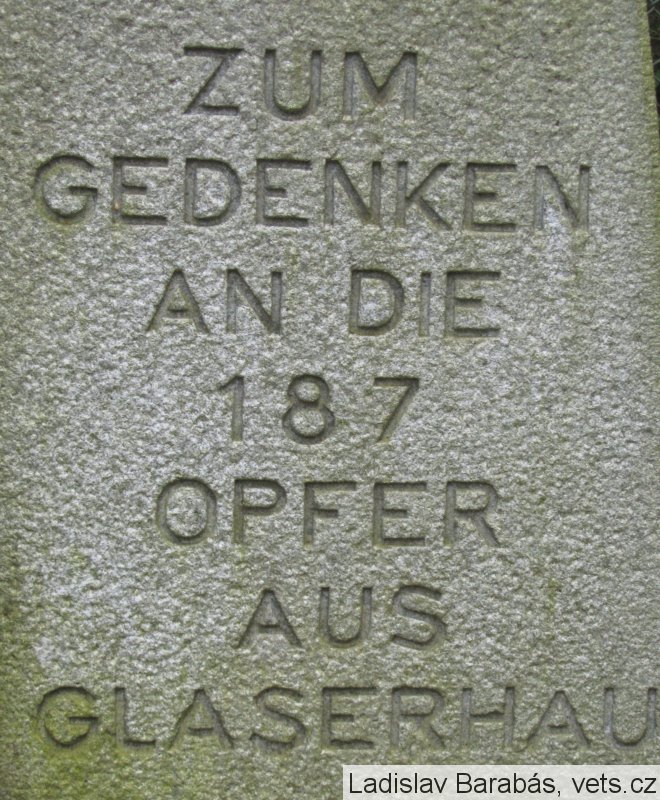 ZUM
GEDENKEN
AN DIE
187
OPFER
AUS
GLASERHAU
Ladislav Barabás, vets.cz